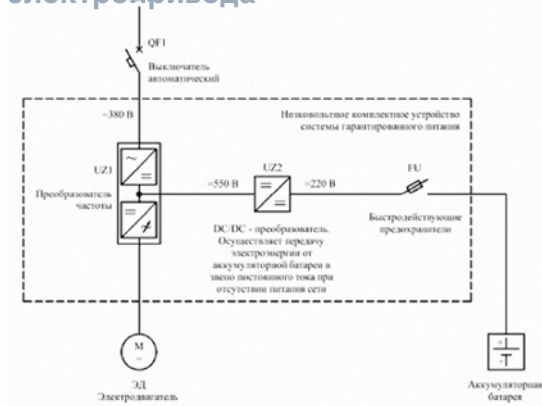 электропривода
QF1
Выключатель
автоматический
~380 В
Низковольтное комплектное устройство
системы гарантированного питания
UZ1
UZ2
FU
=550 В
=220 В
Преобразователь
частоты
Быстродействующие
предохранители
DC/DC - преобразователь.
Осуществляет передачу
электроэнергии от
аккумуляторной батареи в
звено постоянного тока при
отсутствии питания сети
М
~
ЭД
Электродвигатель
Аккумуляторная
батарея